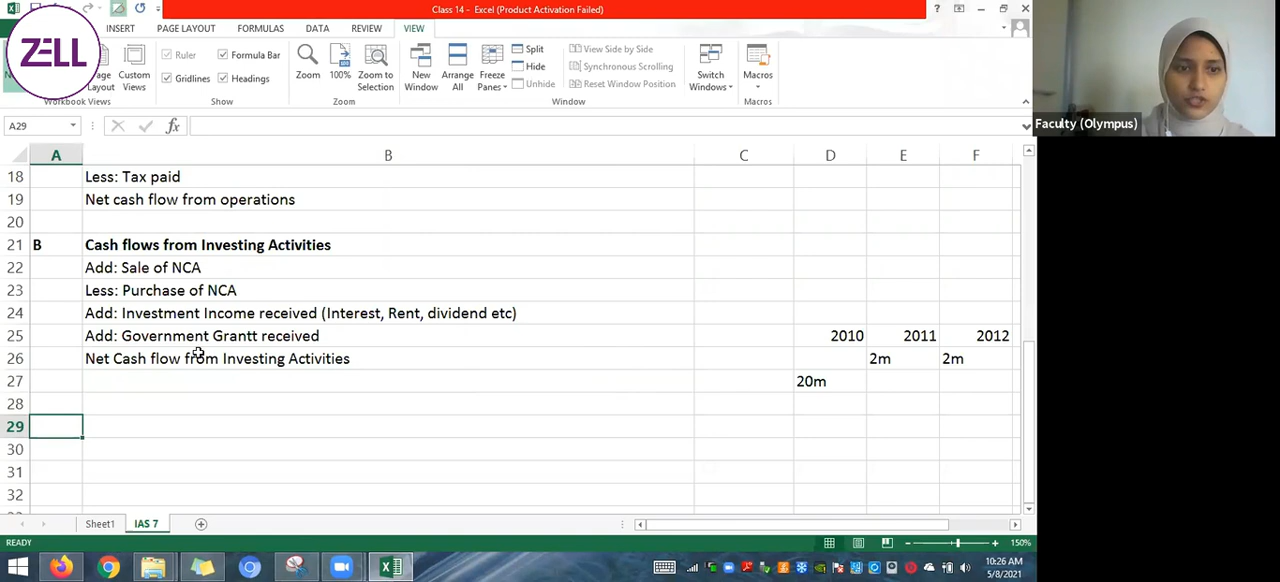 Class 14 - Excel (Product Activation Failed)
INSERT PAGE LAYOUT FORMULAS DATA REVIEW VIEW
ZELL
Ruler Formula Bar
Gridlines Headings
Layout
Custom Views
Workbook Views
Show
Zoom
100%
Zoom to Selection
Zoom
New Window
Arrange All
Freeze Panes
Split
Hide
Unhide
View Side by Side
Synchronous Scrolling
Reset Window Position
Window
Switch Windows
Macros
Macros
Faculty (Olympus)
A29
fx
A B C D E F
18 Less: Tax paid
19 Net cash flow from operations
20
21 B Cash flows from Investing Activities
22 Add: Sale of NCA
23 Less: Purchase of NCA
24 Add: Investment Income received (Interest, Rent, dividend etc)
25 Add: Government Grantt received 2010 2011 2012
26 Net Cash flow from Investing Activities 2m 2m
27 20m
28
29
30
31
32
Sheet1 IAS 7
READY 150%
10:26 AM
5/8/2021